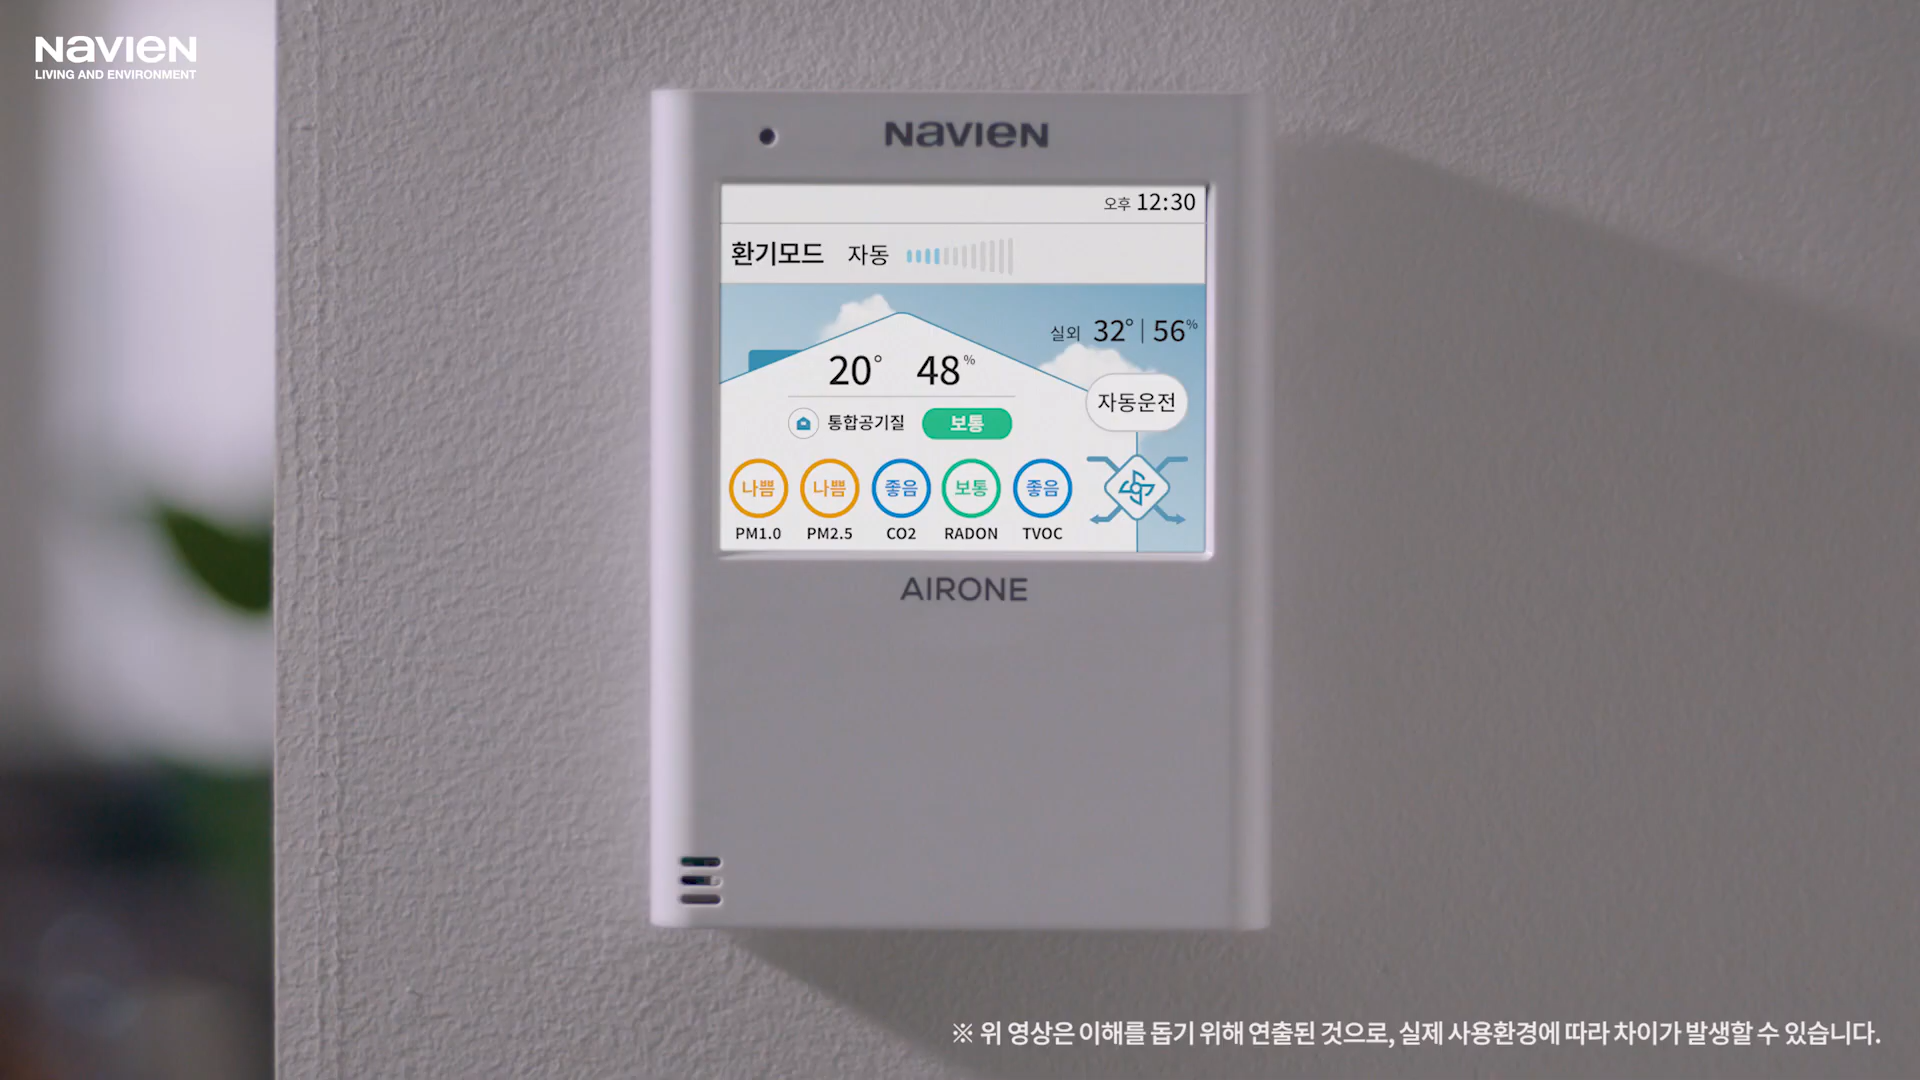 NAVIEN
LIVING AND ENVIRONMENT
NAVIEN
오후 12:30
환기모드 자동
실외 32° | 56%
20° 48%
자동운전
통합공기질 보통
나쁨 나쁨 좋음 보통 좋음
PM1.0 PM2.5 CO2 RADON TVOC
AIRONE
※ 위 영상은 이해를 돕기 위해 연출된 것으로, 실제 사용환경에 따라 차이가 발생할 수 있습니다.